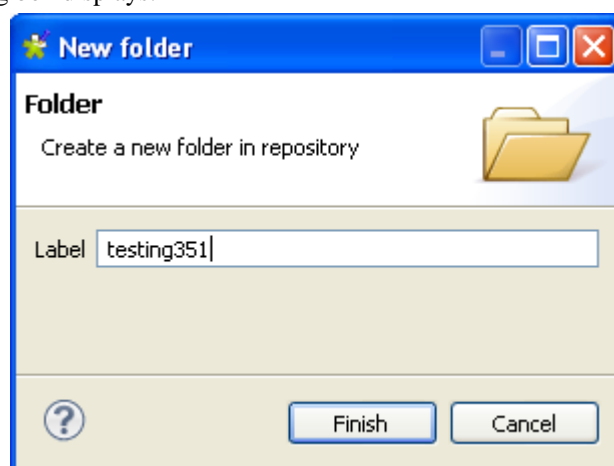 New folder
Folder
Create a new folder in repository
Label testing351
Finish Cancel